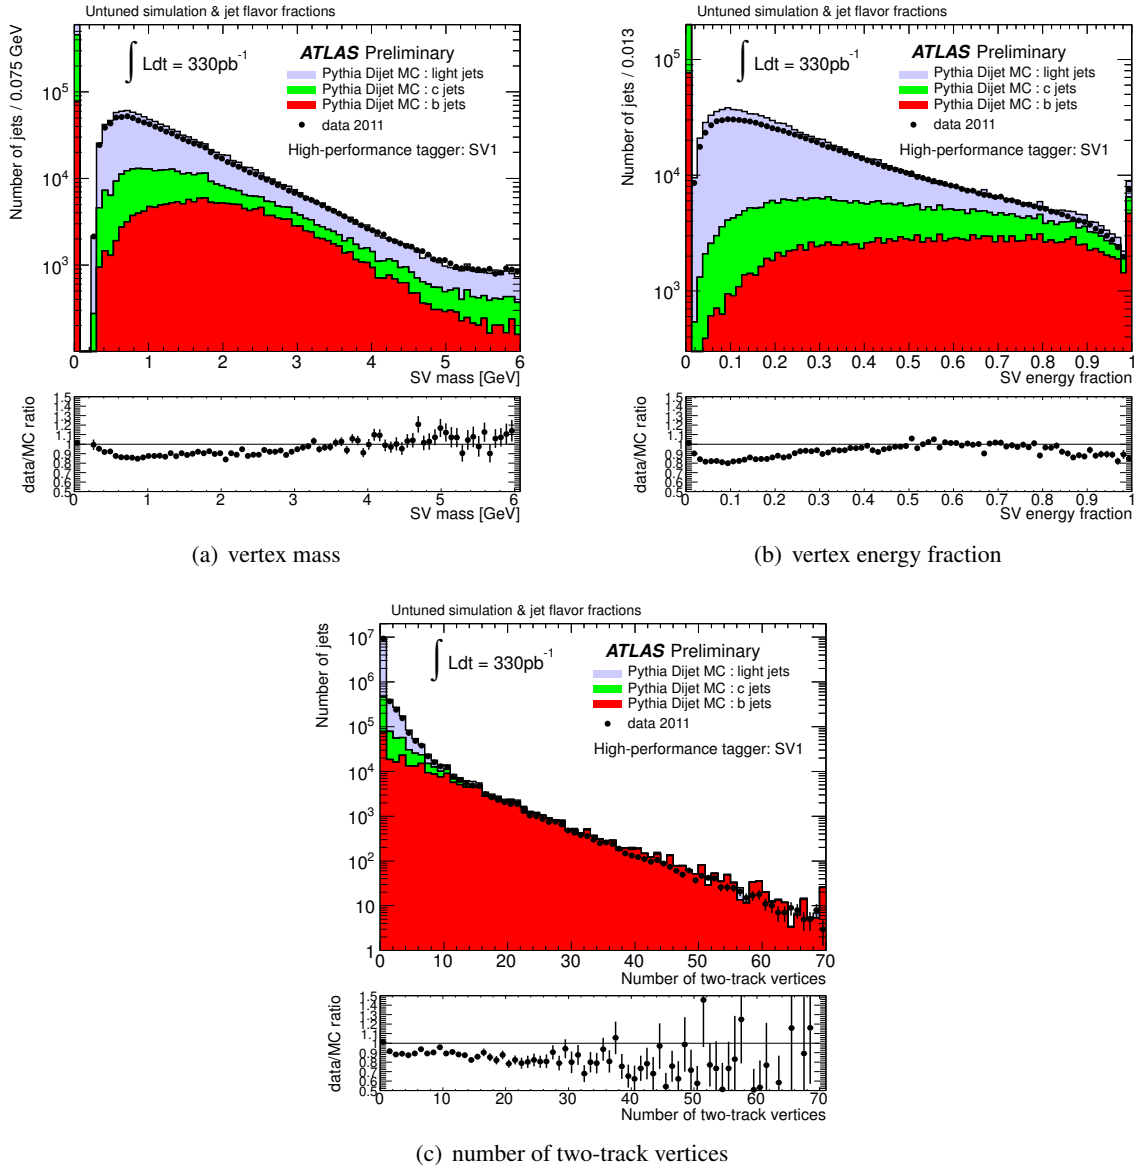 Untuned simulation & jet flavor fractions
Number of jets / 0.075 GeV
∫ Ldt = 330pb⁻¹
ATLAS Preliminary
Pythia Dijet MC : light jets
Pythia Dijet MC : c jets
Pythia Dijet MC : b jets
data 2011
High-performance tagger: SV1
10⁵
10⁴
10³
0 1 2 3 4 5 6
SV mass [GeV]
data/MC ratio
1.5
1.4
1.3
1.2
1.1
1
0.9
0.8
0.7
0.6
0.5
0 1 2 3 4 5 6
SV mass [GeV]
(a) vertex mass
Untuned simulation & jet flavor fractions
Number of jets / 0.013
∫ Ldt = 330pb⁻¹
ATLAS Preliminary
Pythia Dijet MC : light jets
Pythia Dijet MC : c jets
Pythia Dijet MC : b jets
data 2011
High-performance tagger: SV1
10⁵
10⁴
10³
0 0.1 0.2 0.3 0.4 0.5 0.6 0.7 0.8 0.9 1
SV energy fraction
data/MC ratio
1.5
1.4
1.3
1.2
1.1
1
0.9
0.8
0.7
0.6
0.5
0 0.1 0.2 0.3 0.4 0.5 0.6 0.7 0.8 0.9 1
SV energy fraction
(b) vertex energy fraction
Untuned simulation & jet flavor fractions
Number of jets
∫ Ldt = 330pb⁻¹
ATLAS Preliminary
Pythia Dijet MC : light jets
Pythia Dijet MC : c jets
Pythia Dijet MC : b jets
data 2011
High-performance tagger: SV1
10⁷
10⁶
10⁵
10⁴
10³
10²
10
1
0 10 20 30 40 50 60 70
Number of two-track vertices
data/MC ratio
1.5
1.4
1.3
1.2
1.1
1
0.9
0.8
0.7
0.6
0.5
0 10 20 30 40 50 60 70
Number of two-track vertices
(c) number of two-track vertices